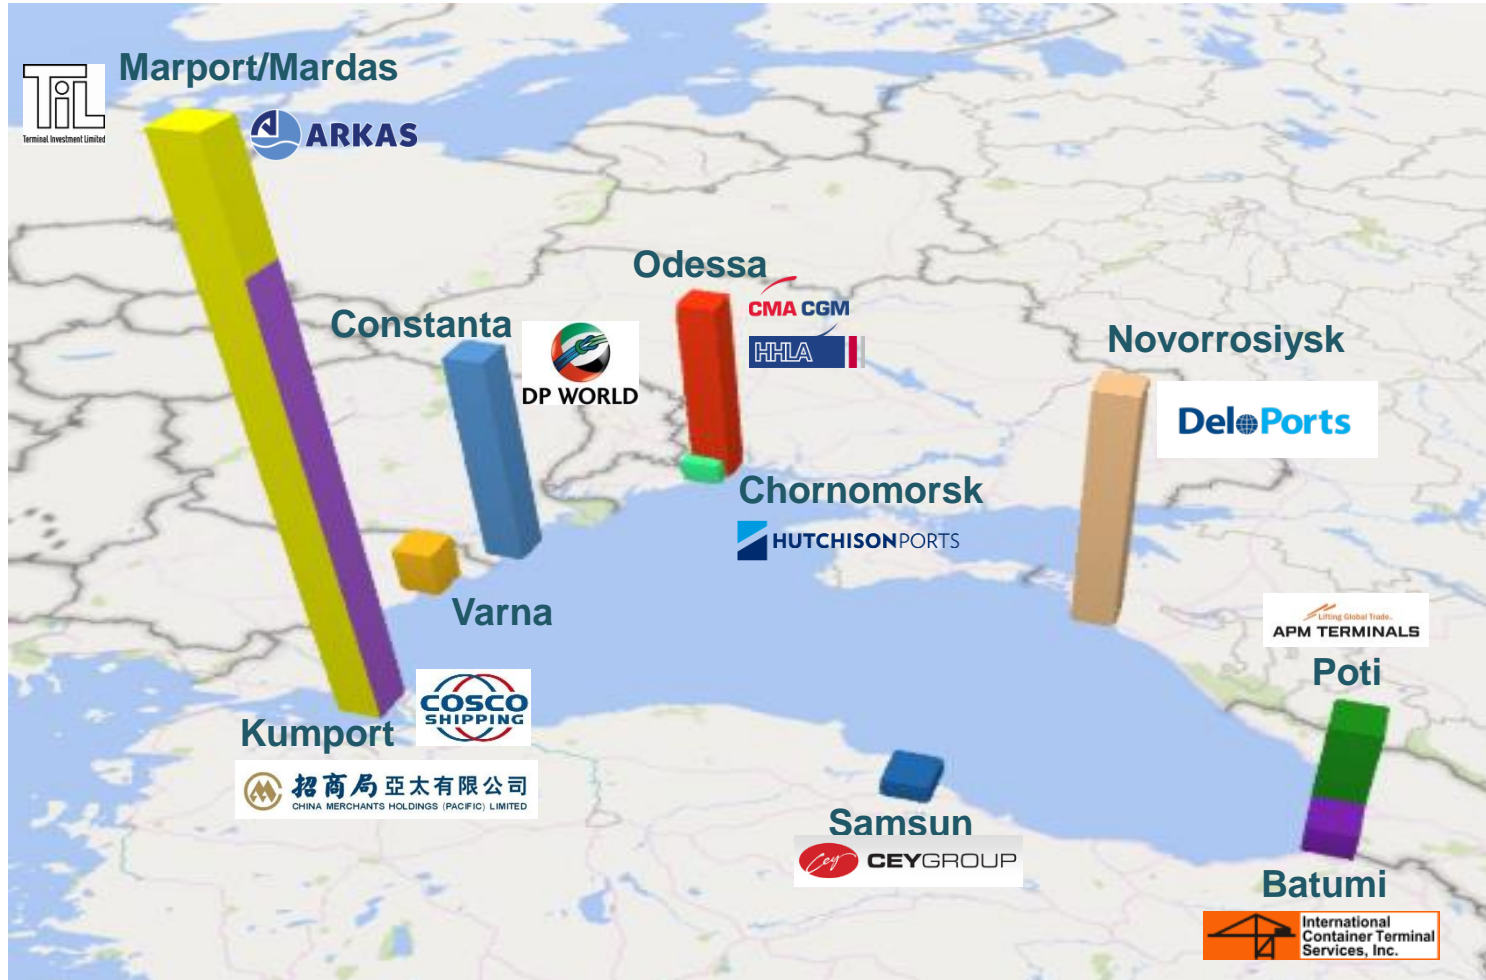 Marport/Mardas
TiL
Terminal Investment Limited
ARKAS
Odessa
CMA CGM
HHLA
Constanta
DP WORLD
Novorrosiysk
DeloPorts
Chornomorsk
HUTCHISONPORTS
Varna
Lifting Global Trade.
APM TERMINALS
Poti
COSCO
SHIPPING
Kumport
招商局亞太有限公司
CHINA MERCHANTS HOLDINGS (PACIFIC) LIMITED
Samsun
Cey CEYGROUP
Batumi
International
Container Terminal
Services, Inc.